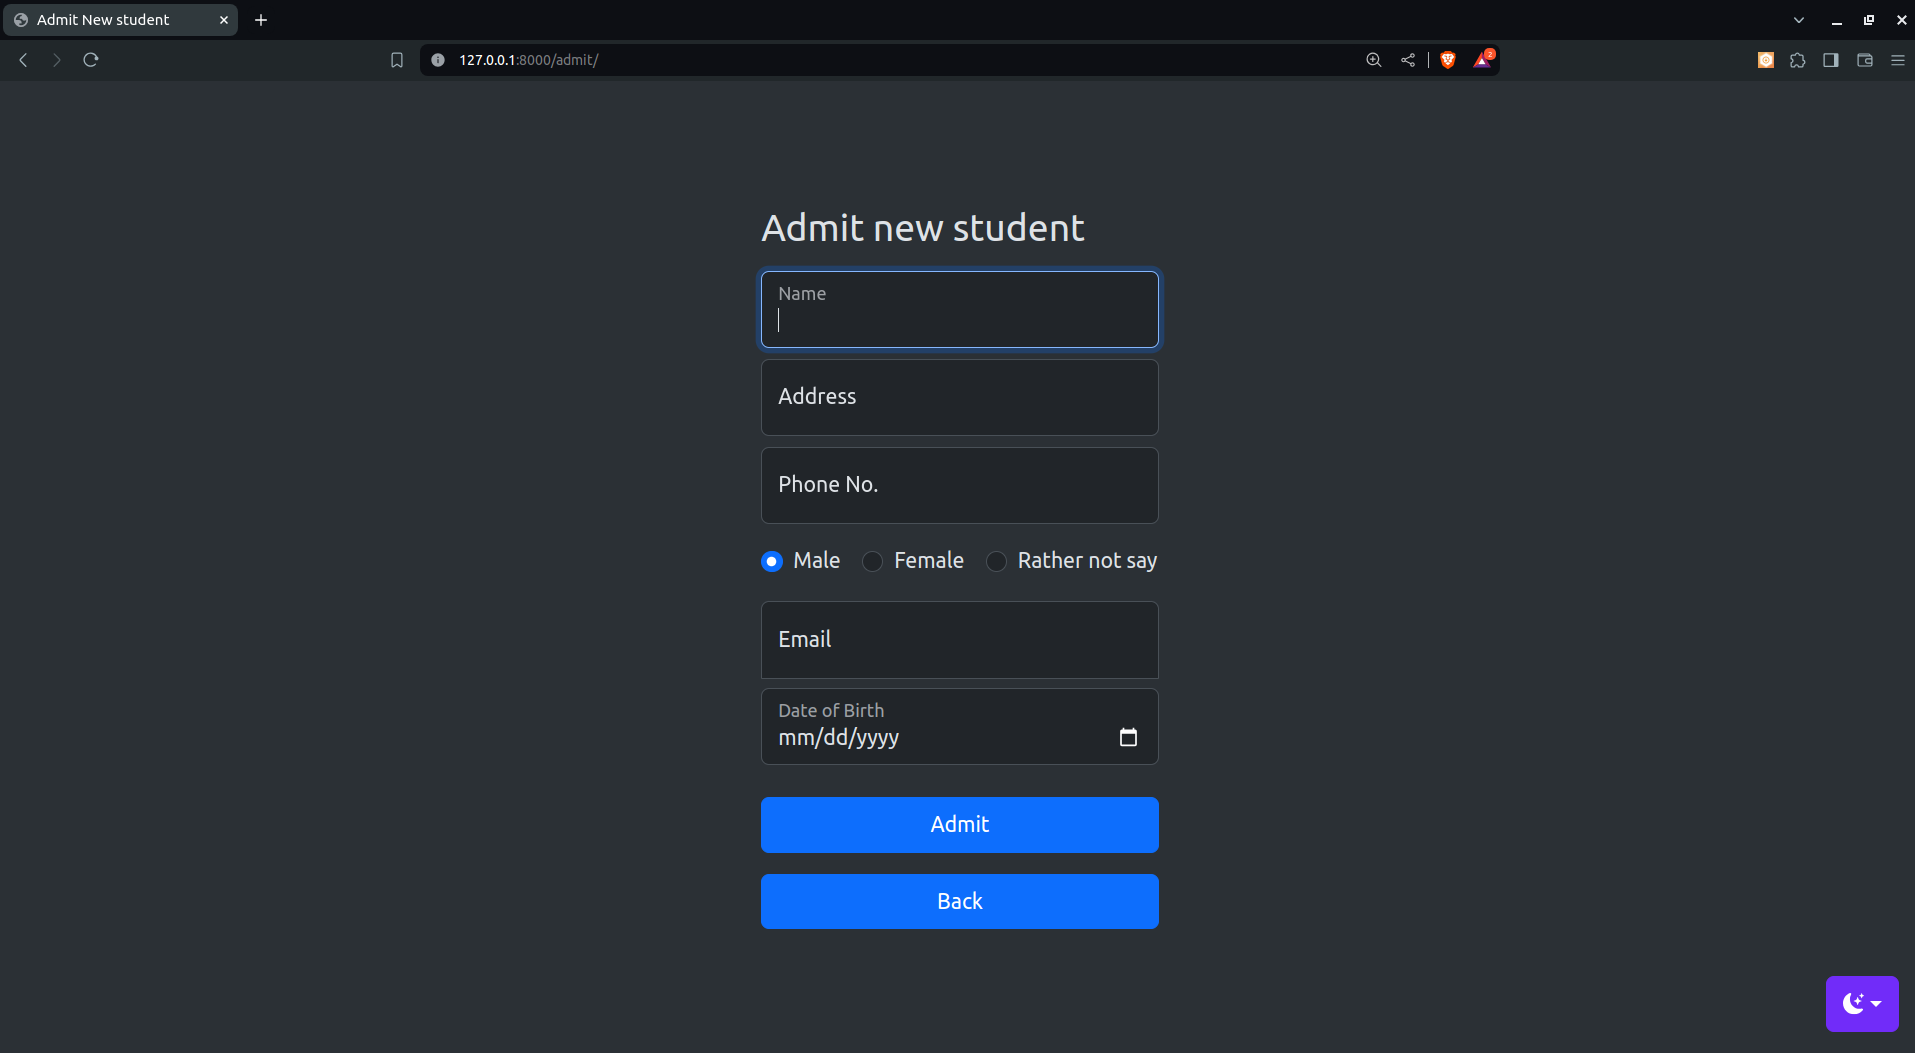 Admit New student
127.0.0.1:8000/admit/
2
Admit new student
Name
Address
Phone No.
Male Female Rather not say
Email
Date of Birth
mm/dd/yyyy
Admit
Back